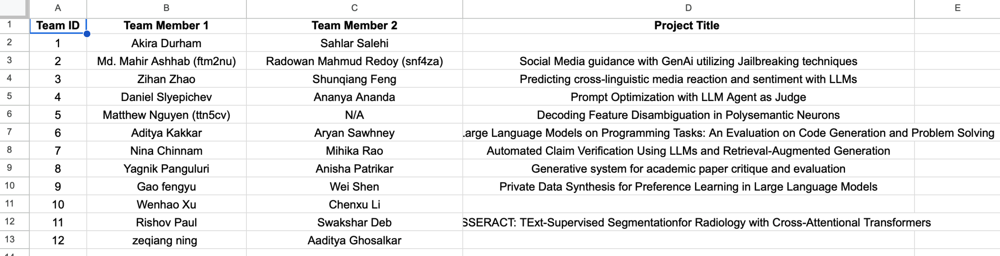 A B C D E
1 Team ID Team Member 1 Team Member 2 Project Title
2 1 Akira Durham Sahlar Salehi
3 2 Md. Mahir Ashhab (ftm2nu) Radowan Mahmud Redoy (snf4za) Social Media guidance with GenAi utilizing Jailbreaking techniques
4 3 Zihan Zhao Shunqiang Feng Predicting cross-linguistic media reaction and sentiment with LLMs
5 4 Daniel Slyepichev Ananya Ananda Prompt Optimization with LLM Agent as Judge
6 5 Matthew Nguyen (ttn5cv) N/A Decoding Feature Disambiguation in Polysemantic Neurons
7 6 Aditya Kakkar Aryan Sawhney arge Language Models on Programming Tasks: An Evaluation on Code Generation and Problem Solving
8 7 Nina Chinnam Mihika Rao Automated Claim Verification Using LLMs and Retrieval-Augmented Generation
9 8 Yagnik Panguluri Anisha Patrikar Generative system for academic paper critique and evaluation
10 9 Gao fengyu Wei Shen Private Data Synthesis for Preference Learning in Large Language Models
11 10 Wenhao Xu Chenxu Li
12 11 Rishov Paul Swakshar Deb SSERACT: TExt-Supervised Segmentationfor Radiology with Cross-Attentional Transformers
13 12 zeqiang ning Aaditya Ghosalkar